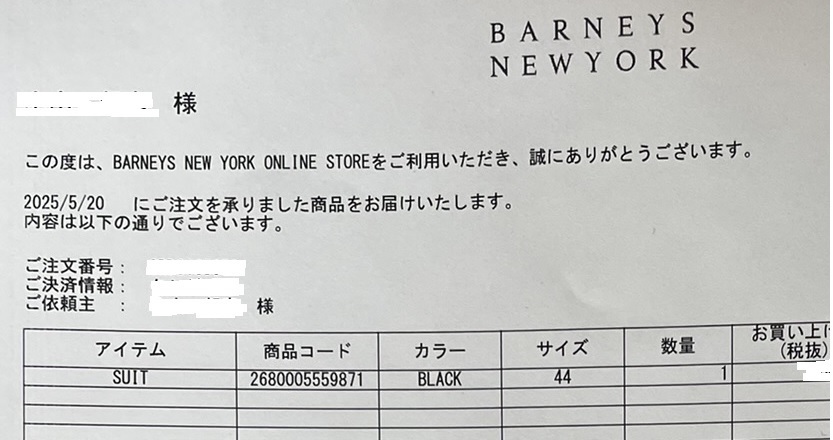 BARNEYS
NEWYORK
様
この度は、BARNEYS NEW YORK ONLINE STOREをご利用いただき、誠にありがとうございます。
2025/5/20 にご注文を承りました商品をお届けいたします。
内容は以下の通りでございます。
ご注文番号：
ご決済情報：
ご依頼主 ： 様
アイテム 商品コード カラー サイズ 数量 お買い上げ
(税抜)
SUIT 2680005559871 BLACK 44 1